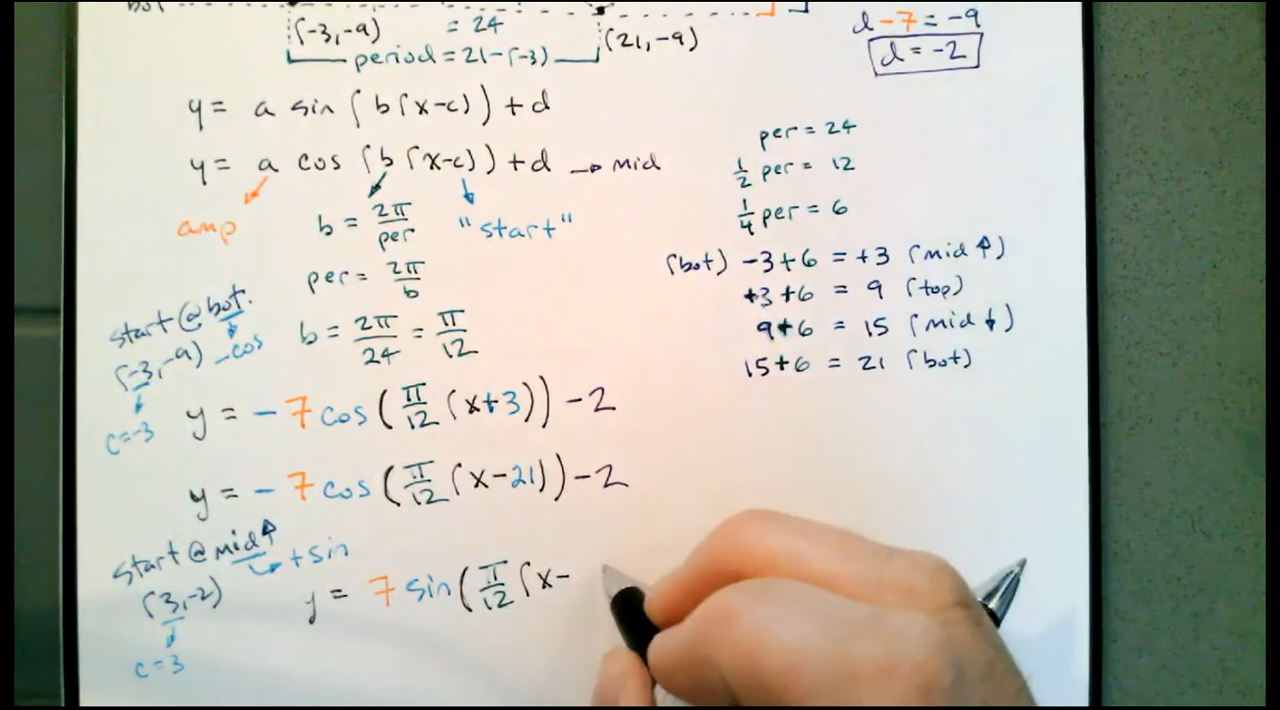 bot
= 24
(-3,-9)
(21,-9)
period = 21-(-3)
d-7 = -9
d = -2
y = a sin (b(x-c)) + d
y = a cos (b(x-c)) + d → mid
amp
b = 2π/per
"start"
per = 2π/b
b = 2π/24 = π/12
per = 24
1/2 per = 12
1/4 per = 6
(bot) -3+6 = +3 (mid ↑)
+3+6 = 9 (top)
9+6 = 15 (mid ↓)
15+6 = 21 (bot)
start @ bot.
(-3,-9) -cos
c=-3
y = -7 cos (π/12 (x+3)) -2
y = -7 cos (π/12 (x-21)) -2
start @ mid ↑
+sin
(3,-2)
c=3
y = 7 sin (π/12 (x-